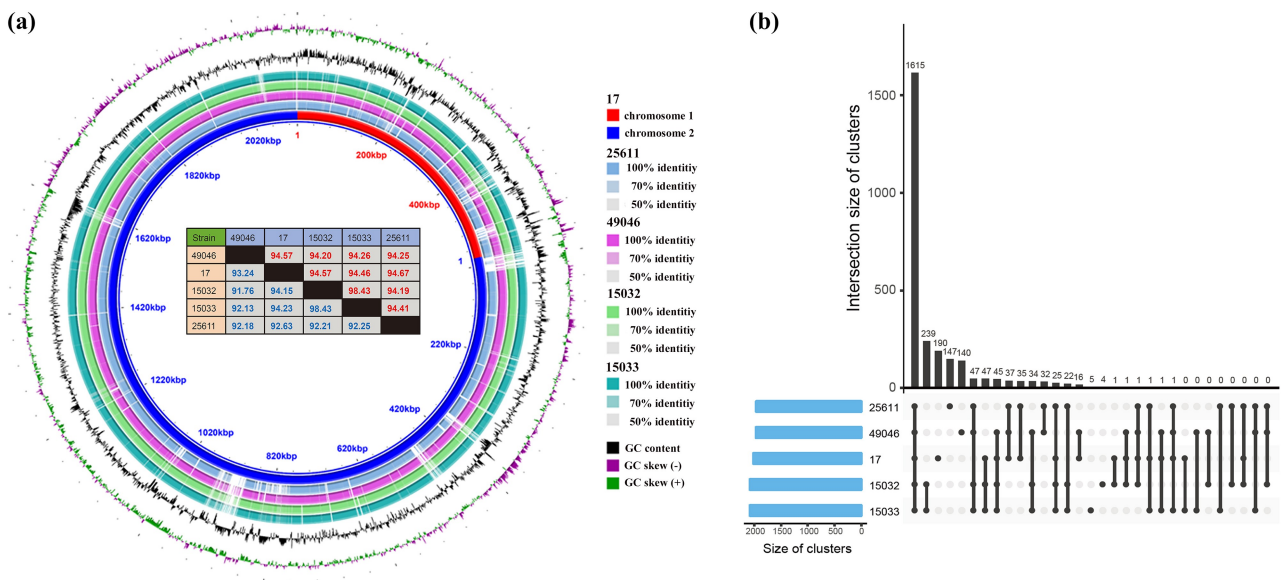 (a)
(b)
2020kbp
1
200kbp
400kbp
1
220kbp
420kbp
620kbp
820kbp
1020kbp
1220kbp
1420kbp
1620kbp
1820kbp
Strain 49046 17 15032 15033 25611
49046 94.57 94.20 94.26 94.25
17 93.24 94.57 94.46 94.67
15032 91.76 94.15 98.43 94.19
15033 92.13 94.23 98.43 94.41
25611 92.18 92.63 92.21 92.25
17
chromosome 1
chromosome 2
25611
100% identitiy
70% identitiy
50% identitiy
49046
100% identitiy
70% identitiy
50% identitiy
15032
100% identitiy
70% identitiy
50% identitiy
15033
100% identitiy
70% identitiy
50% identitiy
GC content
GC skew (-)
GC skew (+)
Intersection size of clusters
1500
1000
500
0
1615 239 190 147 140 47 47 45 37 35 34 32 25 22 16 5 4 1 1 1 1 1 1 0 0 0 0 0 0 0 0
25611
49046
17
15032
15033
2000 1500 1000 500 0
Size of clusters